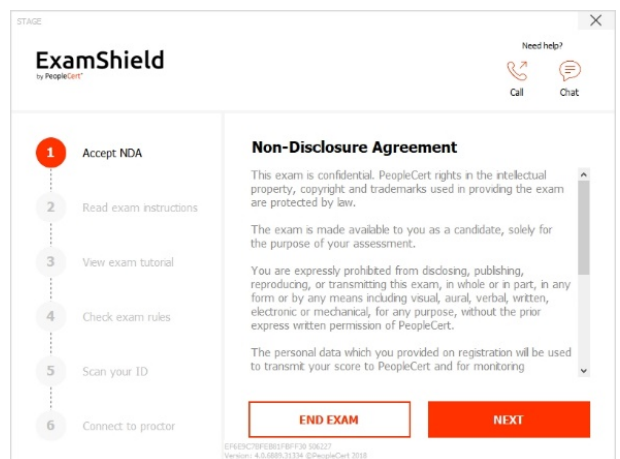 STAGE
Need help?
ExamShield
by PeopleCert
Call
Chat
1 Accept NDA
2 Read exam instructions
3 View exam tutorial
4 Check exam rules
5 Scan your ID
6 Connect to proctor
Non-Disclosure Agreement
This exam is confidential. PeopleCert rights in the intellectual
property, copyright and trademarks used in providing the exam
are protected by law.
The exam is made available to you as a candidate, solely for
the purpose of your assessment.
You are expressly prohibited from disclosing, publishing,
reproducing, or transmitting this exam, in whole or in part, in any
form or by any means including visual, aural, verbal, written,
electronic or mechanical, for any purpose, without the prior
express written permission of PeopleCert.
The personal data which you provided on registration will be used
to transmit your score to PeopleCert and for monitoring
END EXAM
NEXT
Version: 4.0.6889.31334 ©PeopleCert 2018